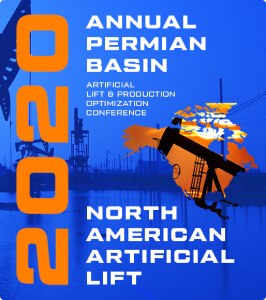 2020
ANNUAL
PERMIAN
BASIN
ARTIFICIAL
LIFT & PRODUCTION
OPTIMIZATION
CONFERENCE
NORTH
AMERICAN
ARTIFICIAL
LIFT